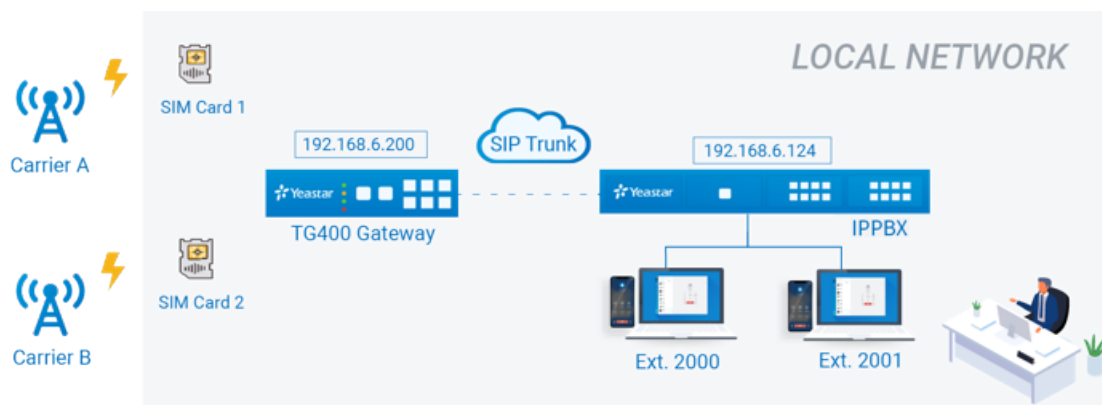 LOCAL NETWORK
SIM Card 1
Carrier A
192.168.6.200
SIP Trunk
192.168.6.124
Yeastar
Yeastar
TG400 Gateway
IPPBX
SIM Card 2
Carrier B
Ext. 2000
Ext. 2001